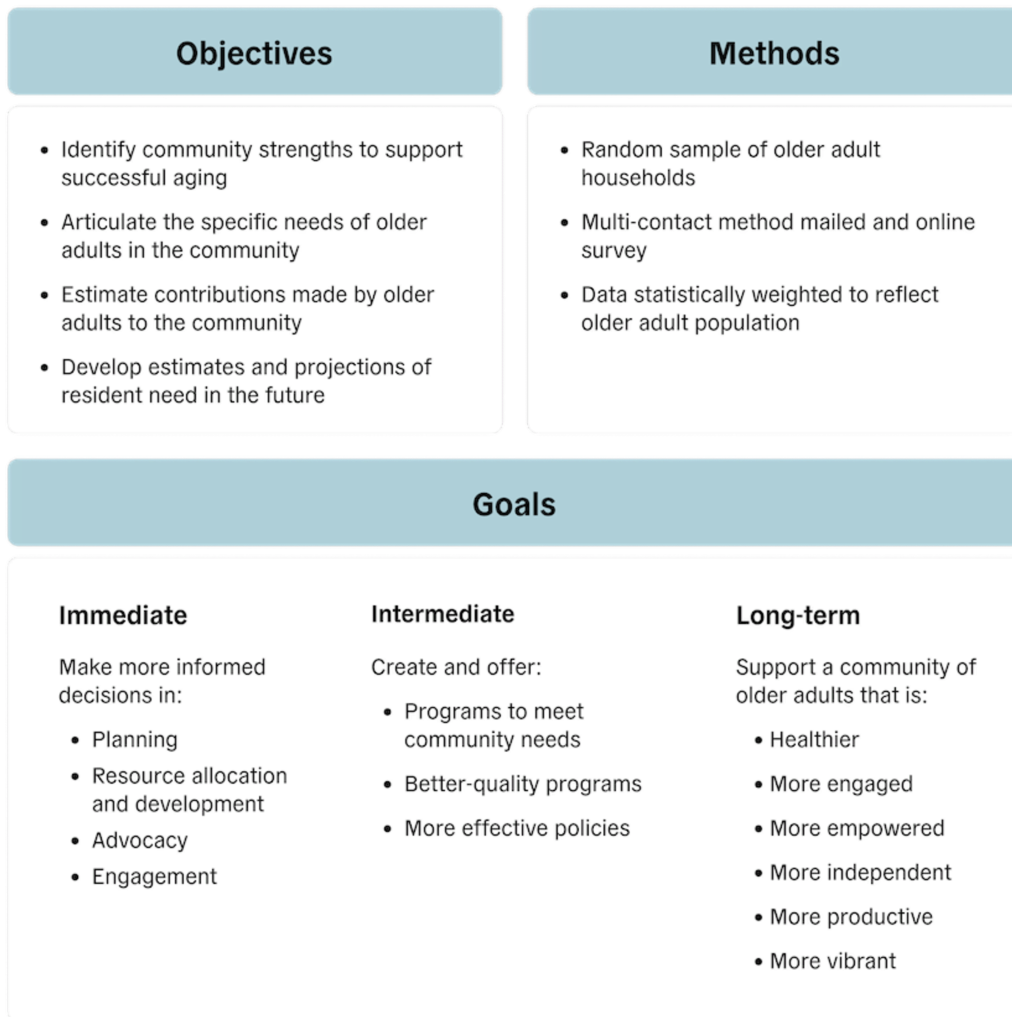 Objectives
• Identify community strengths to support
successful aging
• Articulate the specific needs of older
adults in the community
• Estimate contributions made by older
adults to the community
• Develop estimates and projections of
resident need in the future
Methods
• Random sample of older adult
households
• Multi-contact method mailed and online
survey
• Data statistically weighted to reflect
older adult population
Goals
Immediate
Make more informed
decisions in:
• Planning
• Resource allocation
and development
• Advocacy
• Engagement
Intermediate
Create and offer:
• Programs to meet
community needs
• Better-quality programs
• More effective policies
Long-term
Support a community of
older adults that is:
• Healthier
• More engaged
• More empowered
• More independent
• More productive
• More vibrant